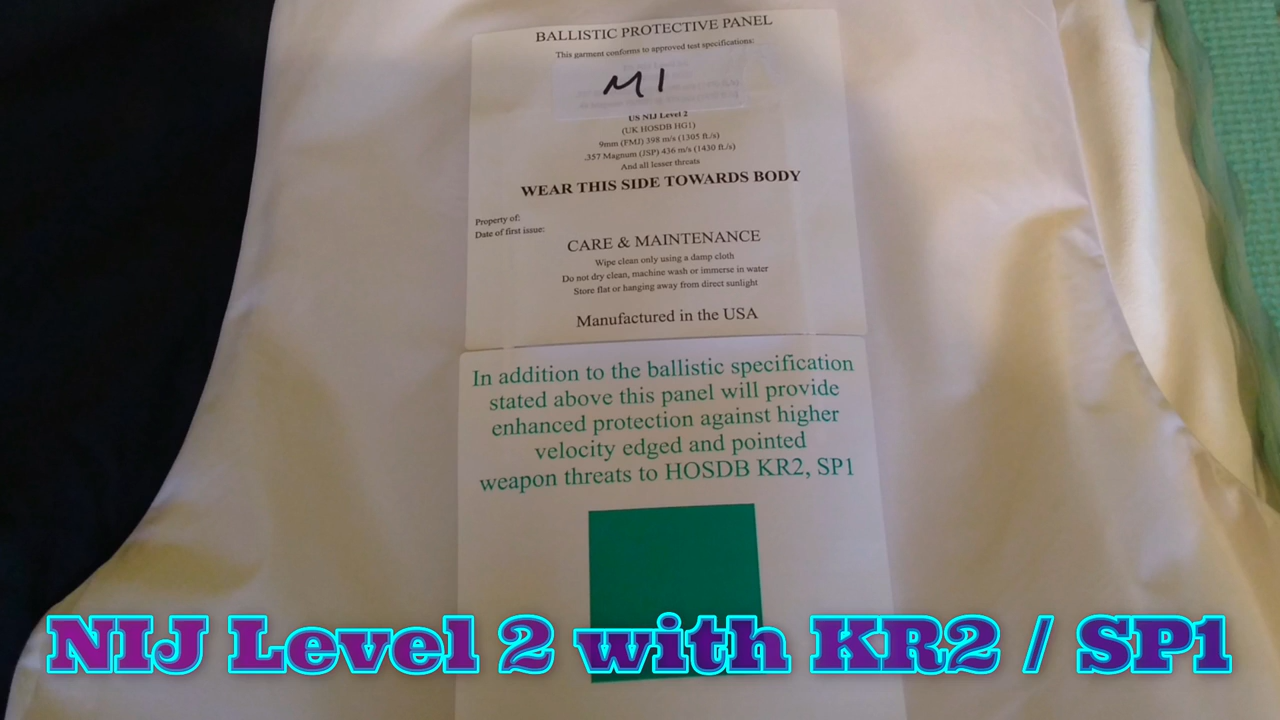 BALLISTIC PROTECTIVE PANEL
This garment conforms to approved test specifications:
M1
US NIJ Level 2
(UK HOSDB HG1)
9mm (FMJ) 398 m/s (1305 ft./s)
.357 Magnum (JSP) 436 m/s (1430 ft./s)
And all lesser threats
WEAR THIS SIDE TOWARDS BODY
Property of:
Date of first issue:
CARE & MAINTENANCE
Wipe clean only using a damp cloth
Do not dry clean, machine wash or immerse in water
Store flat or hanging away from direct sunlight
Manufactured in the USA
In addition to the ballistic specification
stated above this panel will provide
enhanced protection against higher
velocity edged and pointed
weapon threats to HOSDB KR2, SP1
NIJ Level 2 with KR2 / SP1